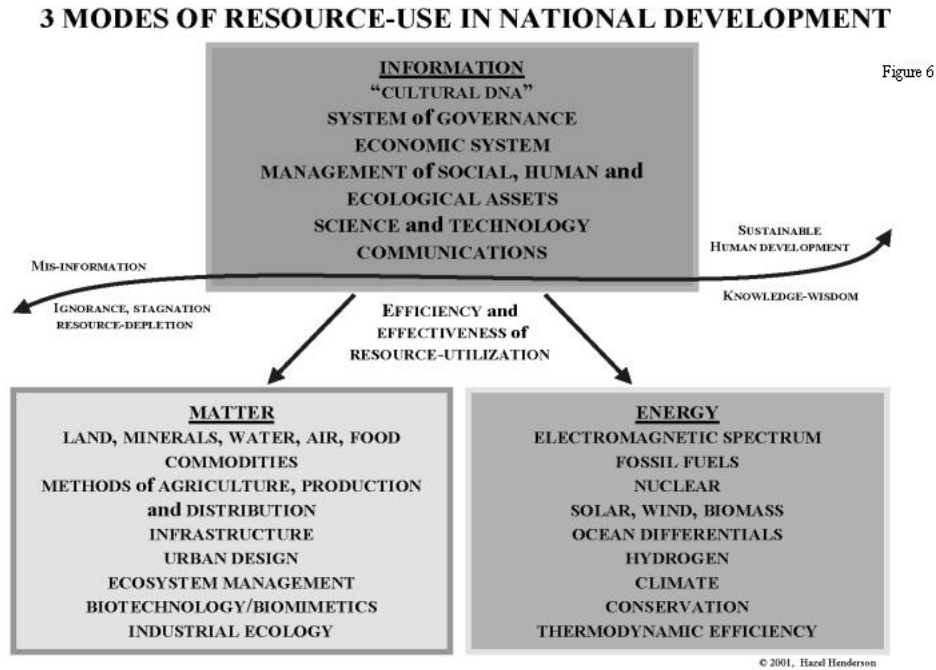 3 MODES OF RESOURCE-USE IN NATIONAL DEVELOPMENT
Figure 6
INFORMATION
“CULTURAL DNA”
SYSTEM of GOVERNANCE
ECONOMIC SYSTEM
MANAGEMENT of SOCIAL, HUMAN and
ECOLOGICAL ASSETS
SCIENCE and TECHNOLOGY
COMMUNICATIONS
SUSTAINABLE
HUMAN DEVELOPMENT
MIS-INFORMATION
KNOWLEDGE-WISDOM
IGNORANCE, STAGNATION
RESOURCE-DEPLETION
EFFICIENCY and
EFFECTIVENESS of
RESOURCE-UTILIZATION
MATTER
LAND, MINERALS, WATER, AIR, FOOD
COMMODITIES
METHODS of AGRICULTURE, PRODUCTION
and DISTRIBUTION
INFRASTRUCTURE
URBAN DESIGN
ECOSYSTEM MANAGEMENT
BIOTECHNOLOGY/BIOMIMETICS
INDUSTRIAL ECOLOGY
ENERGY
ELECTROMAGNETIC SPECTRUM
FOSSIL FUELS
NUCLEAR
SOLAR, WIND, BIOMASS
OCEAN DIFFERENTIALS
HYDROGEN
CLIMATE
CONSERVATION
THERMODYNAMIC EFFICIENCY
© 2001, Hazel Henderson